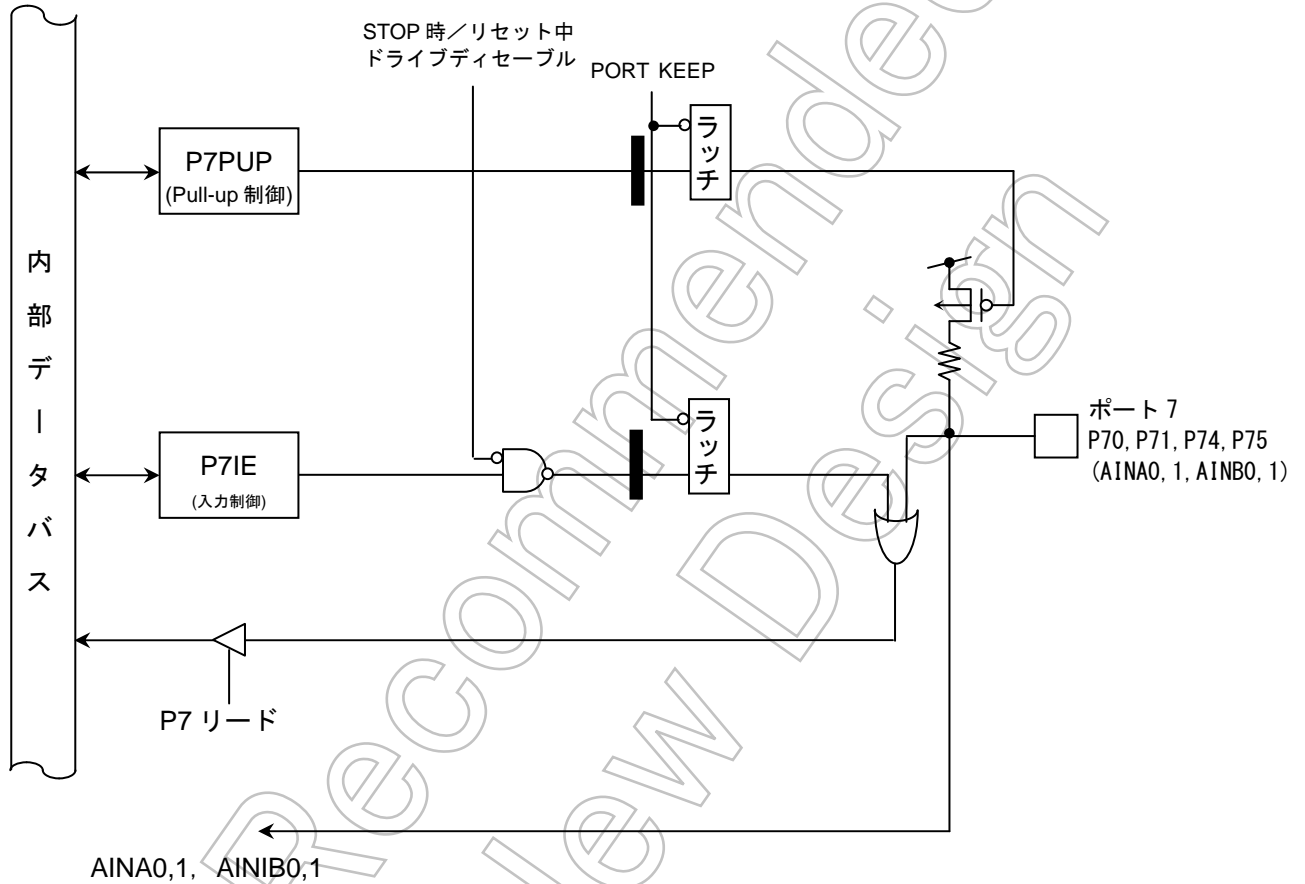 STOP 時／リセット中
ドライブディセーブル
PORT KEEP
ラッチ
P7PUP
(Pull-up 制御)
内部データバス
ラッチ
ポート 7
P70, P71, P74, P75
(AINA0, 1, AINB0, 1)
P7IE
(入力制御)
P7 リード
AINA0,1, AINIB0,1
Recommended
New Design